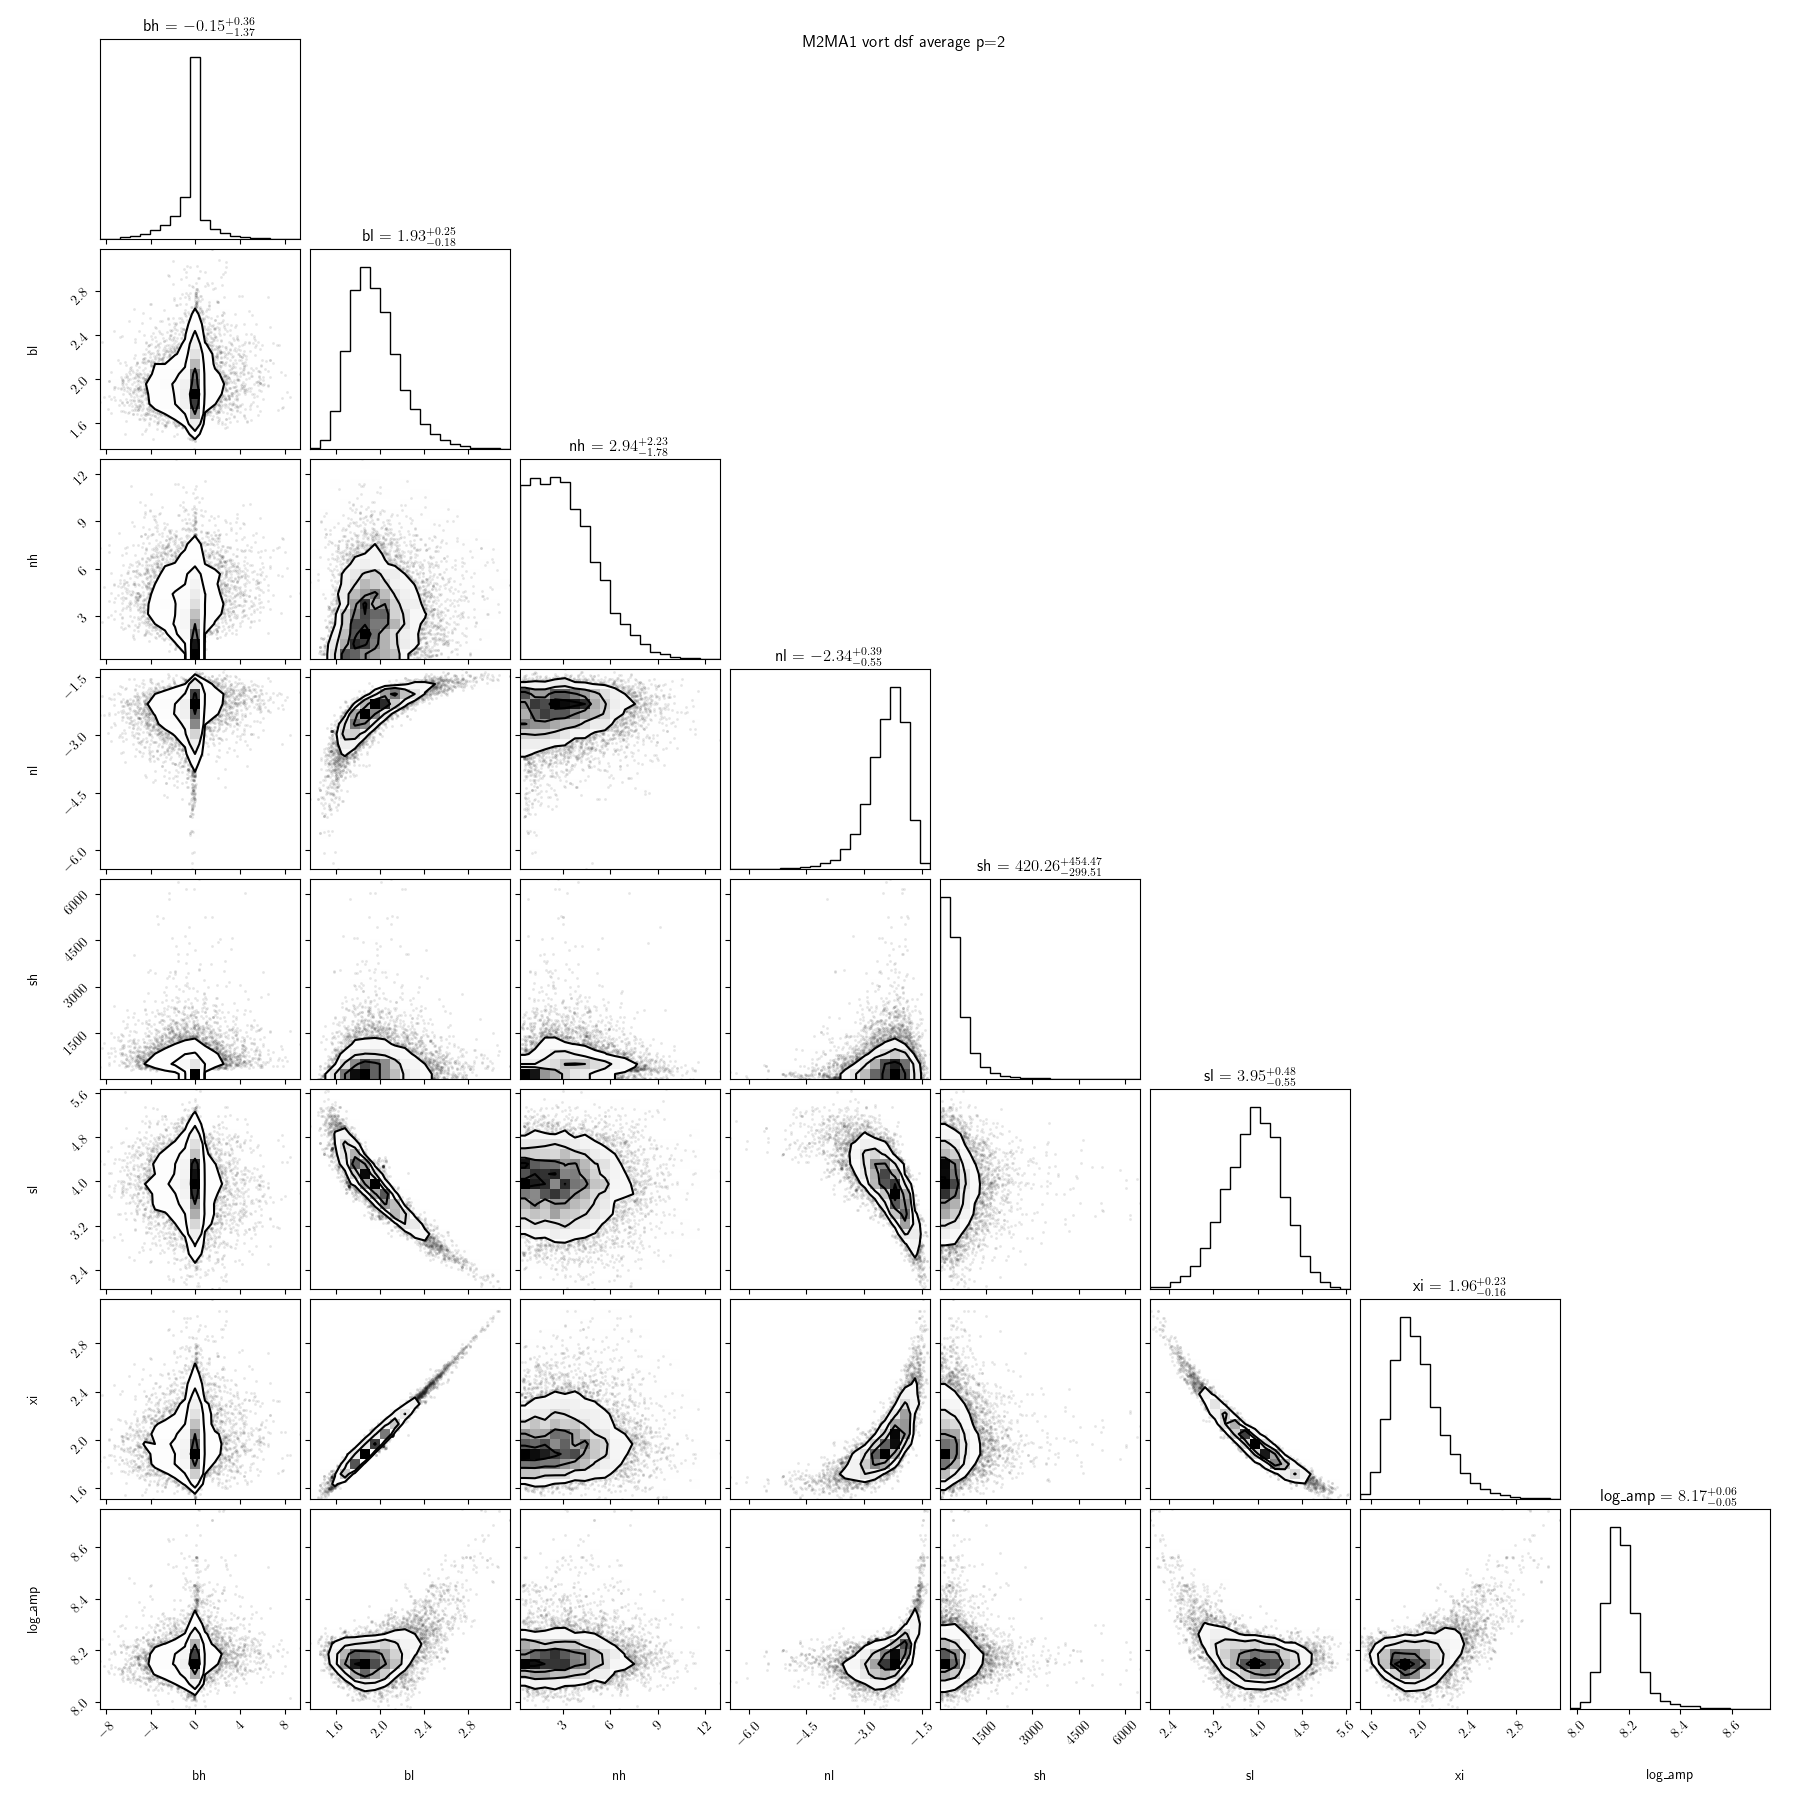 M2MA1 vort dsf average p=2
bh = −0.15 +0.36 −1.37
bl = 1.93 +0.25 −0.18
bl 2.8 2.4 2.0 1.6
nh = 2.94 +2.23 −1.78
nh 12 9 6 3
nl = −2.34 +0.39 −0.55
nl −1.5 −3.0 −4.5 −6.0
sh = 420.26 +454.47 −299.51
sh 6000 4500 3000 1500
sl = 3.95 +0.48 −0.55
sl 5.6 4.8 4.0 3.2 2.4
xi = 1.96 +0.23 −0.16
xi 2.8 2.4 2.0 1.6
log_amp = 8.17 +0.06 −0.05
log_amp 8.6 8.4 8.2 8.0
−8 −4 0 4 8 1.6 2.0 2.4 2.8 3 6 9 12 −6.0 −4.5 −3.0 −1.5 1500 3000 4500 6000 2.4 3.2 4.0 4.8 5.6 1.6 2.0 2.4 2.8 8.0 8.2 8.4 8.6
bh bl nh nl sh sl xi log_amp